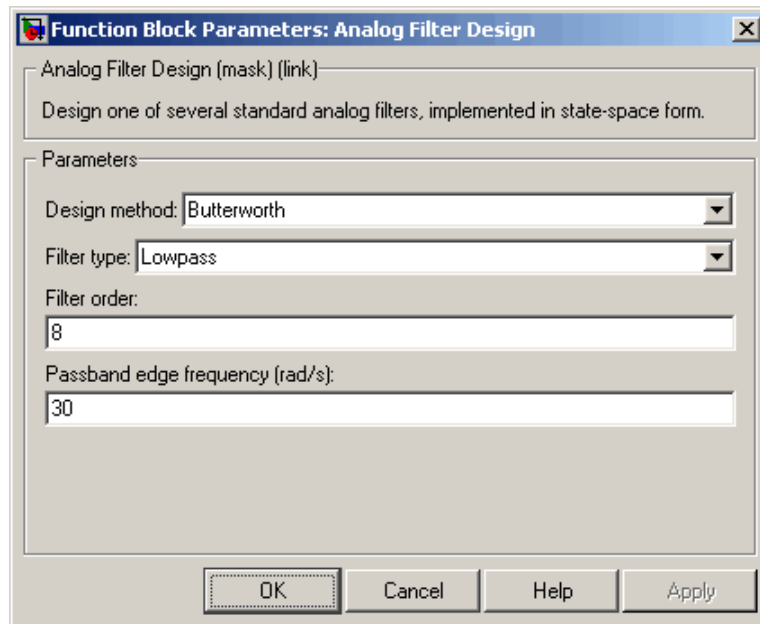 Function Block Parameters: Analog Filter Design
Analog Filter Design (mask) (link)
Design one of several standard analog filters, implemented in state-space form.
Parameters
Design method: Butterworth
Filter type: Lowpass
Filter order:
8
Passband edge frequency (rad/s):
30
OK Cancel Help Apply